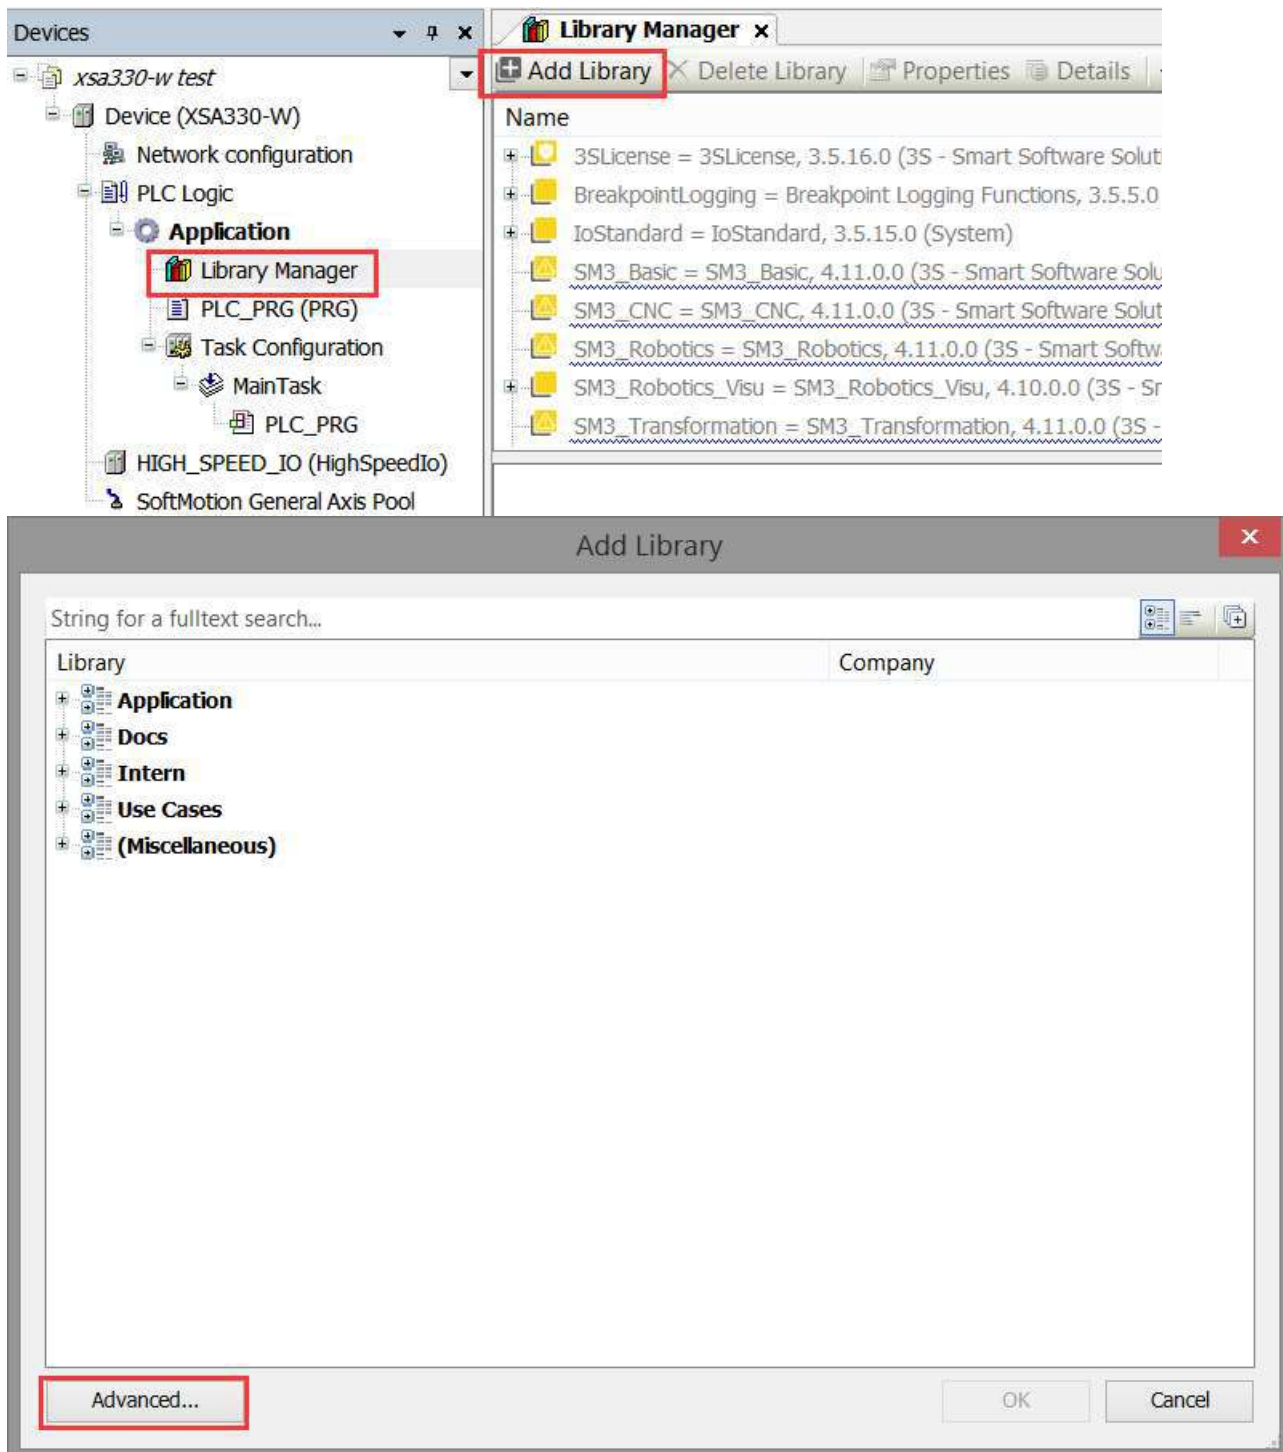 Devices
xsa330-w test
Device (XSA330-W)
Network configuration
PLC Logic
Application
Library Manager
PLC_PRG (PRG)
Task Configuration
MainTask
PLC_PRG
HIGH_SPEED_IO (HighSpeedIo)
SoftMotion General Axis Pool
Library Manager
Add Library Delete Library Properties Details
Name
3SLicense = 3SLicense, 3.5.16.0 (3S - Smart Software Soluti
BreakpointLogging = Breakpoint Logging Functions, 3.5.5.0
IoStandard = IoStandard, 3.5.15.0 (System)
SM3_Basic = SM3_Basic, 4.11.0.0 (3S - Smart Software Solu
SM3_CNC = SM3_CNC, 4.11.0.0 (3S - Smart Software Solut
SM3_Robotics = SM3_Robotics, 4.11.0.0 (3S - Smart Softw
SM3_Robotics_Visu = SM3_Robotics_Visu, 4.10.0.0 (3S - Sr
SM3_Transformation = SM3_Transformation, 4.11.0.0 (3S -
Add Library
String for a fulltext search...
Library Company
Application
Docs
Intern
Use Cases
(Miscellaneous)
Advanced... OK Cancel